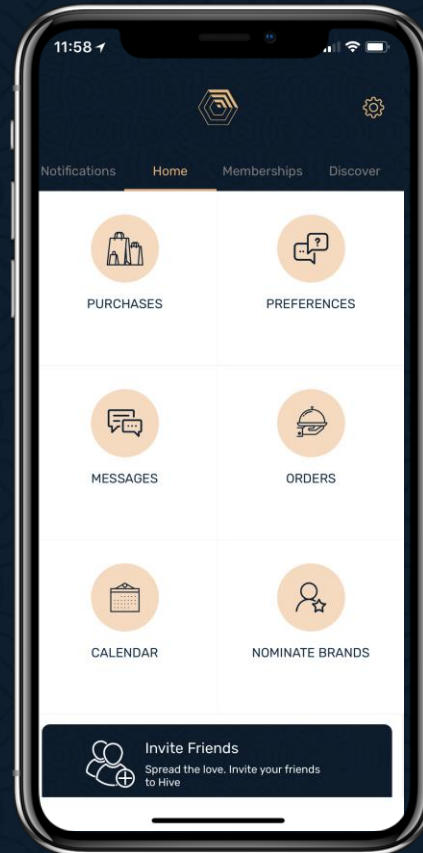 11:58
Notifications Home Memberships Discover
PURCHASES PREFERENCES
?
MESSAGES ORDERS
CALENDAR NOMINATE BRANDS
Invite Friends
Spread the love. Invite your friends
to Hive